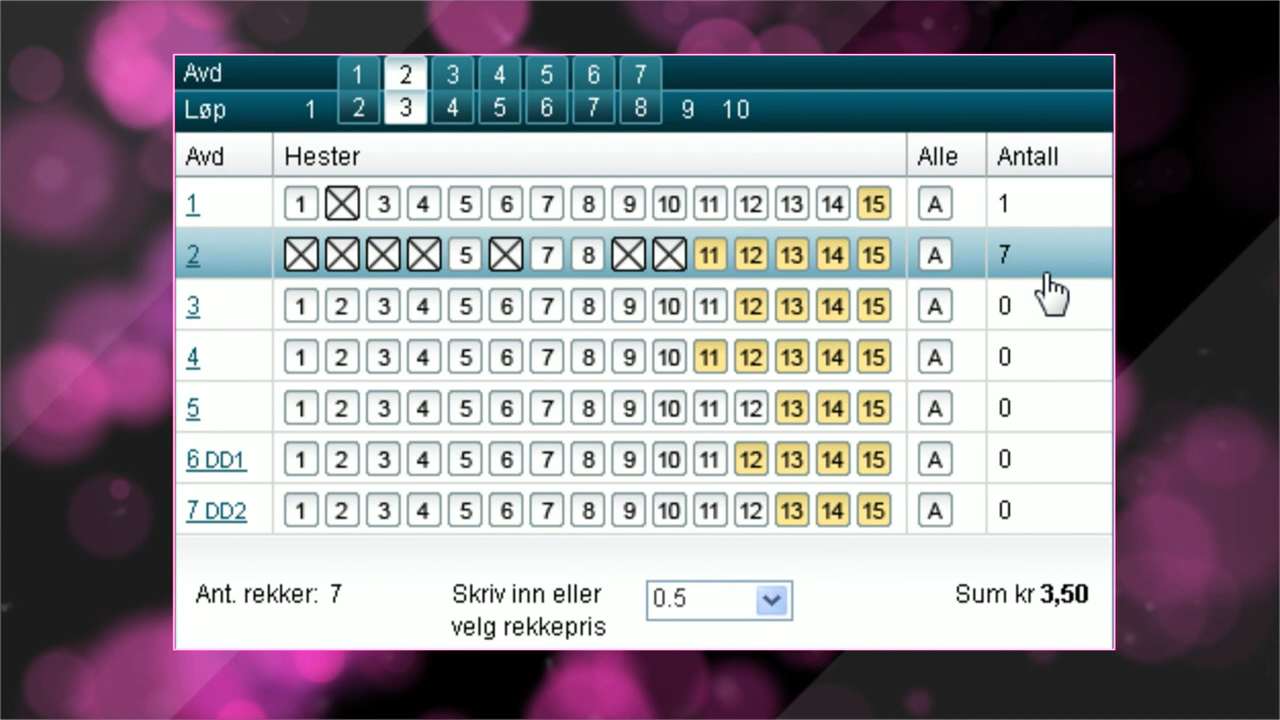 Avd 1 2 3 4 5 6 7
Løp 1 2 3 4 5 6 7 8 9 10
Avd Hester Alle Antall
1 1 3 4 5 6 7 8 9 10 11 12 13 14 15 A 1
2 5 7 8 11 12 13 14 15 A 7
3 1 2 3 4 5 6 7 8 9 10 11 12 13 14 15 A 0
4 1 2 3 4 5 6 7 8 9 10 11 12 13 14 15 A 0
5 1 2 3 4 5 6 7 8 9 10 11 12 13 14 15 A 0
6 DD1 1 2 3 4 5 6 7 8 9 10 11 12 13 14 15 A 0
7 DD2 1 2 3 4 5 6 7 8 9 10 11 12 13 14 15 A 0
Ant. rekker: 7 Skriv inn eller 0.5 Sum kr 3,50
velg rekkepris